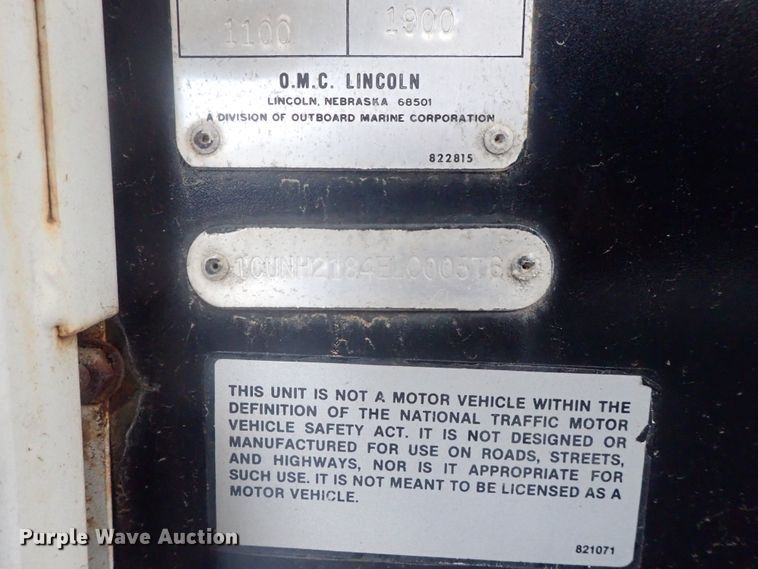 1100
1900
O.M.C. LINCOLN
LINCOLN, NEBRASKA 68501
A DIVISION OF OUTBOARD MARINE CORPORATION
822815
THIS UNIT IS NOT A MOTOR VEHICLE WITHIN THE
DEFINITION OF THE NATIONAL TRAFFIC MOTOR
VEHICLE SAFETY ACT. IT IS NOT DESIGNED OR
MANUFACTURED FOR USE ON ROADS, STREETS,
AND HIGHWAYS, NOR IS IT APPROPRIATE FOR
SUCH USE. IT IS NOT MEANT TO BE LICENSED AS A
MOTOR VEHICLE.
821071
Purple Wave Auction